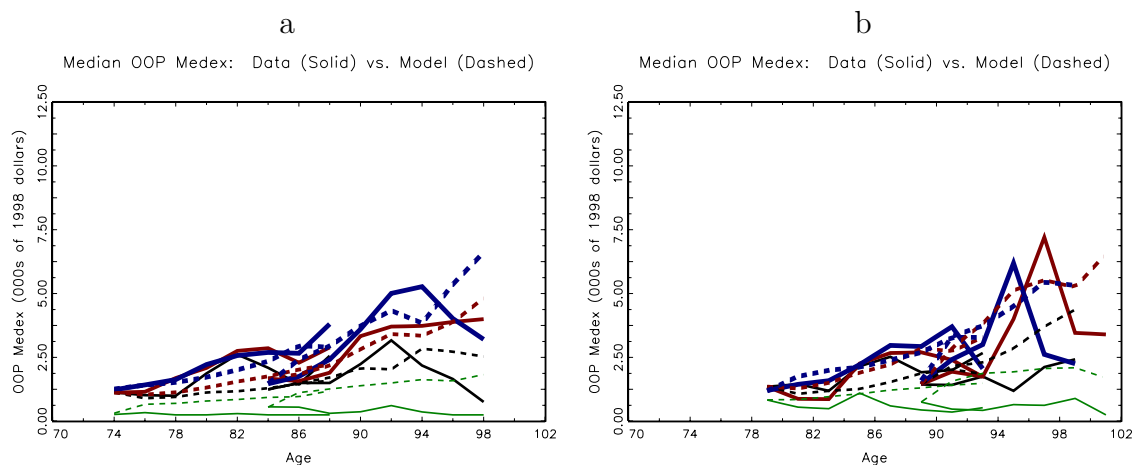 a
b
Median OOP Medex: Data (Solid) vs. Model (Dashed)
Median OOP Medex: Data (Solid) vs. Model (Dashed)
OOP Medex (000s of 1998 dollars)
0.00 2.50 5.00 7.50 10.00 12.50
70 74 78 82 86 90 94 98 102
Age
OOP Medex (000s of 1998 dollars)
0.00 2.50 5.00 7.50 10.00 12.50
70 74 78 82 86 90 94 98 102
Age